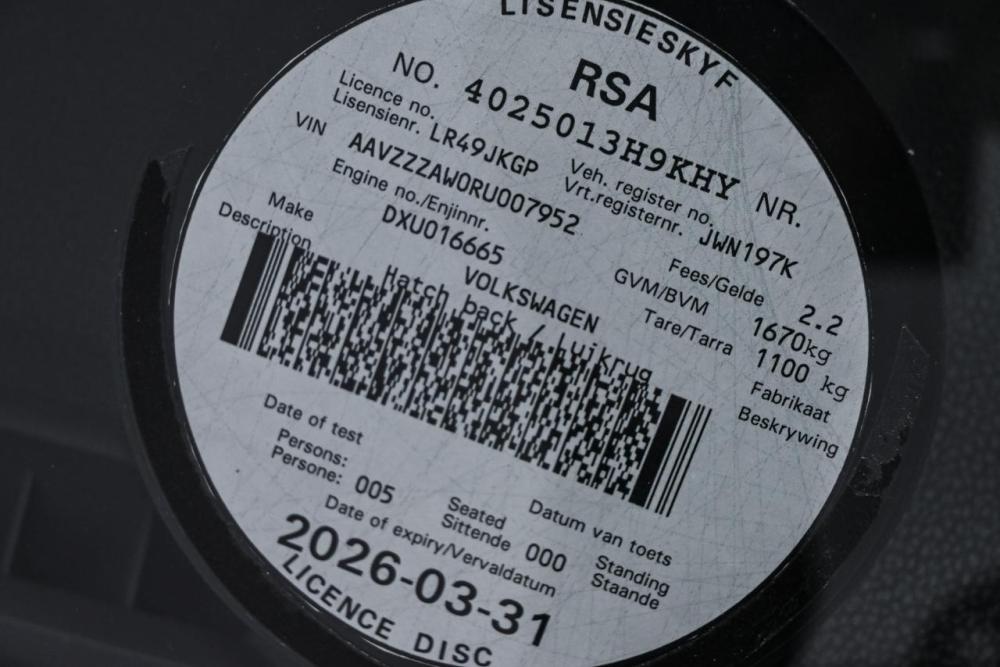 LISENSIESKYF
RSA
NO. 4025013H9KHY NR.
Licence no. Lisensienr. LR49JKGP Veh. register no. Vrt.registernr. JWN197K
VIN AAVZZZAW0RU007952 Fees/Gelde 2.2
Engine no./Enjinnr. DXU016665 GVM/BVM 1670kg
Tare/Tarra 1100 kg
Make VOLKSWAGEN Fabrikaat
Description Hatch back / Luikrug Beskrywing
Date of test Datum van toets
Persons: Persone: 005 Seated Sittende 000 Standing Staande
Date of expiry/Vervaldatum
2026-03-31
LICENCE DISC